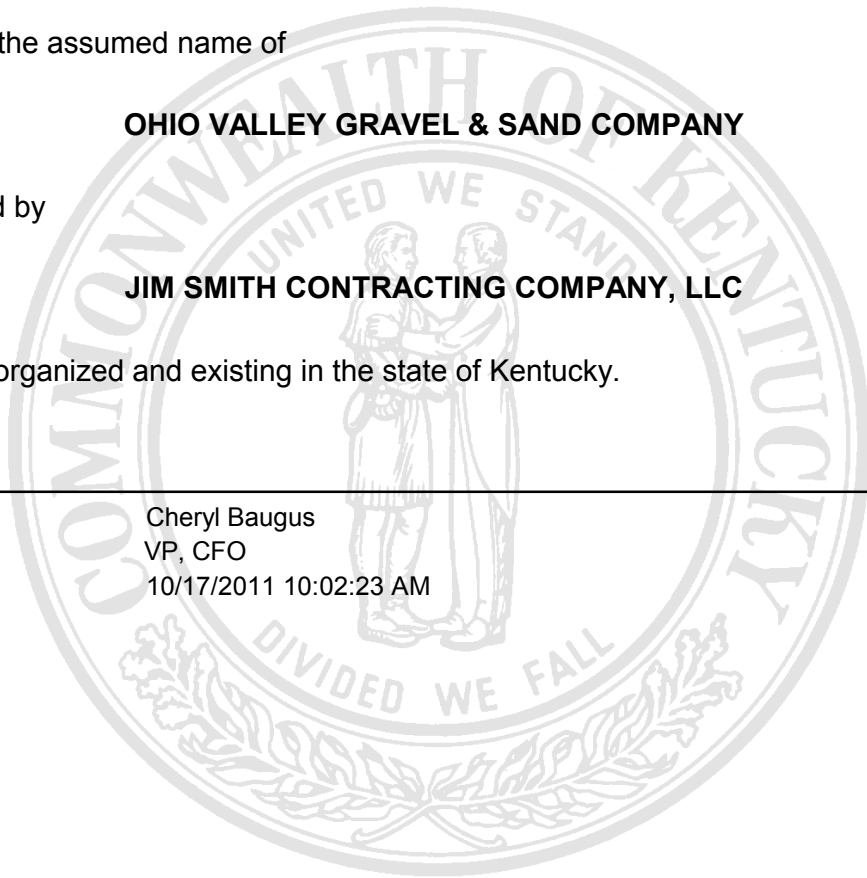 the assumed name of
OHIO VALLEY GRAVEL & SAND COMPANY
by
JIM SMITH CONTRACTING COMPANY, LLC
organized and existing in the state of Kentucky.
Cheryl Baugus
VP, CFO
10/17/2011 10:02:23 AM
COMMONWEALTH OF KENTUCKY
UNITED WE STAND
DIVIDED WE FALL